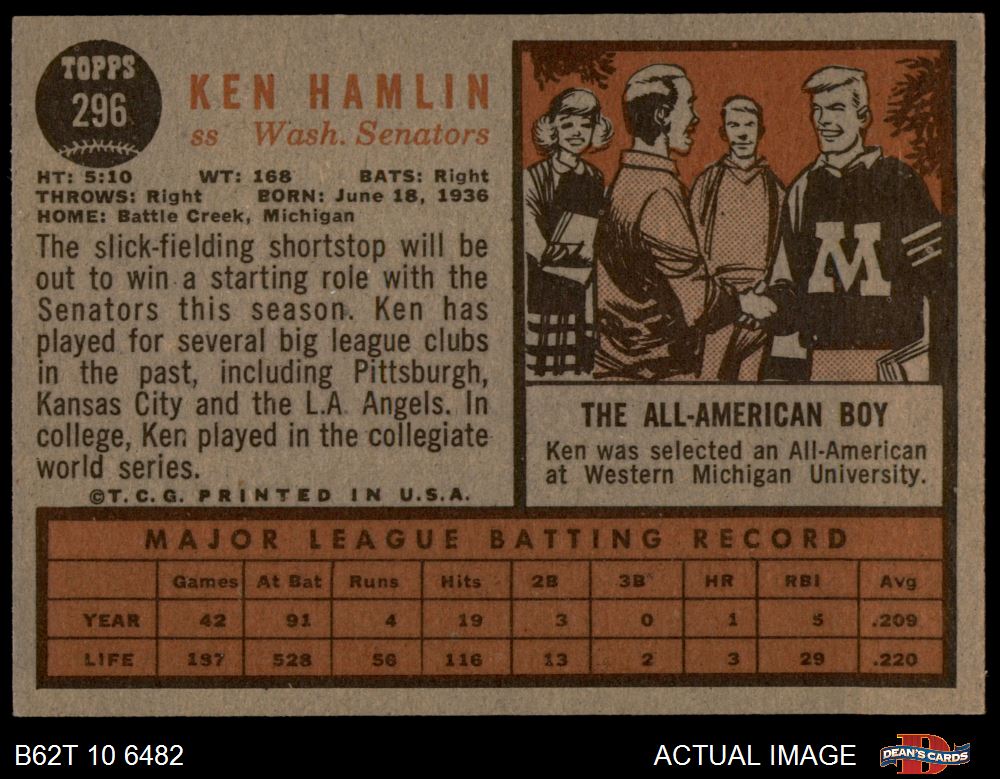 TOPPS
296
KEN HAMLIN
ss Wash. Senators
HT: 5:10 WT: 168 BATS: Right
THROWS: Right BORN: June 18, 1936
HOME: Battle Creek, Michigan
The slick-fielding shortstop will be
out to win a starting role with the
Senators this season. Ken has
played for several big league clubs
in the past, including Pittsburgh,
Kansas City and the L.A. Angels. In
college, Ken played in the collegiate
world series.
©T.C.G. PRINTED IN U.S.A.
M
THE ALL-AMERICAN BOY
Ken was selected an All-American
at Western Michigan University.
MAJOR LEAGUE BATTING RECORD
Games At Bat Runs Hits 2B 3B HR RBI Avg
YEAR 42 91 4 19 3 0 1 5 .209
LIFE 197 528 56 116 13 2 3 29 .220
B62T 10 6482
ACTUAL IMAGE
DEAN'S CARDS